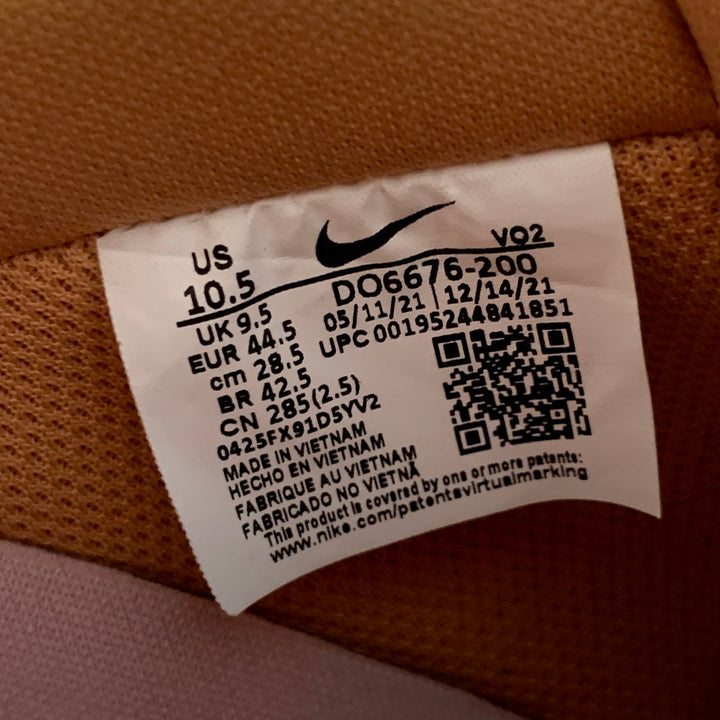 US
10.5
VO2
DO6676-200
05/11/21 | 12/14/21
UPC 00195244841851
UK 9.5
EUR 44.5
cm 28.5
BR 42.5
CN 285(2.5)
0425FX91D5YV2
MADE IN VIETNAM
HECHO EN VIETNAM
FABRIQUE AU VIETNAM
FABRICADO NO VIETNÃ
This product is covered by one or more patents:
www.nike.com/patentsvirtualmarking